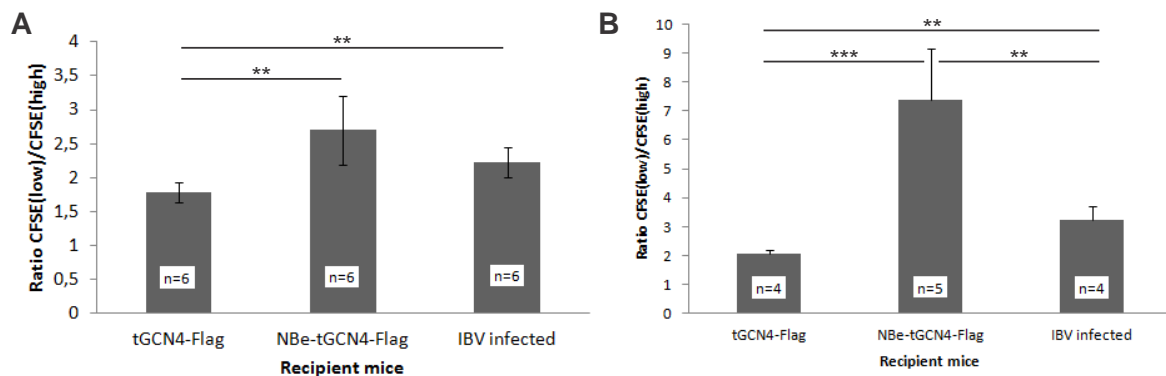 A
**
**
Ratio CFSE(low)/CFSE(high)
4
3,5
3
2,5
2
1,5
1
0,5
0
n=6
n=6
n=6
tGCN4-Flag
NBe-tGCN4-Flag
IBV infected
Recipient mice
B
**
***
**
Ratio CFSE(low)/CFSE(high)
10
9
8
7
6
5
4
3
2
1
0
n=4
n=5
n=4
tGCN4-Flag
NBe-tGCN4-Flag
IBV infected
Recipient mice